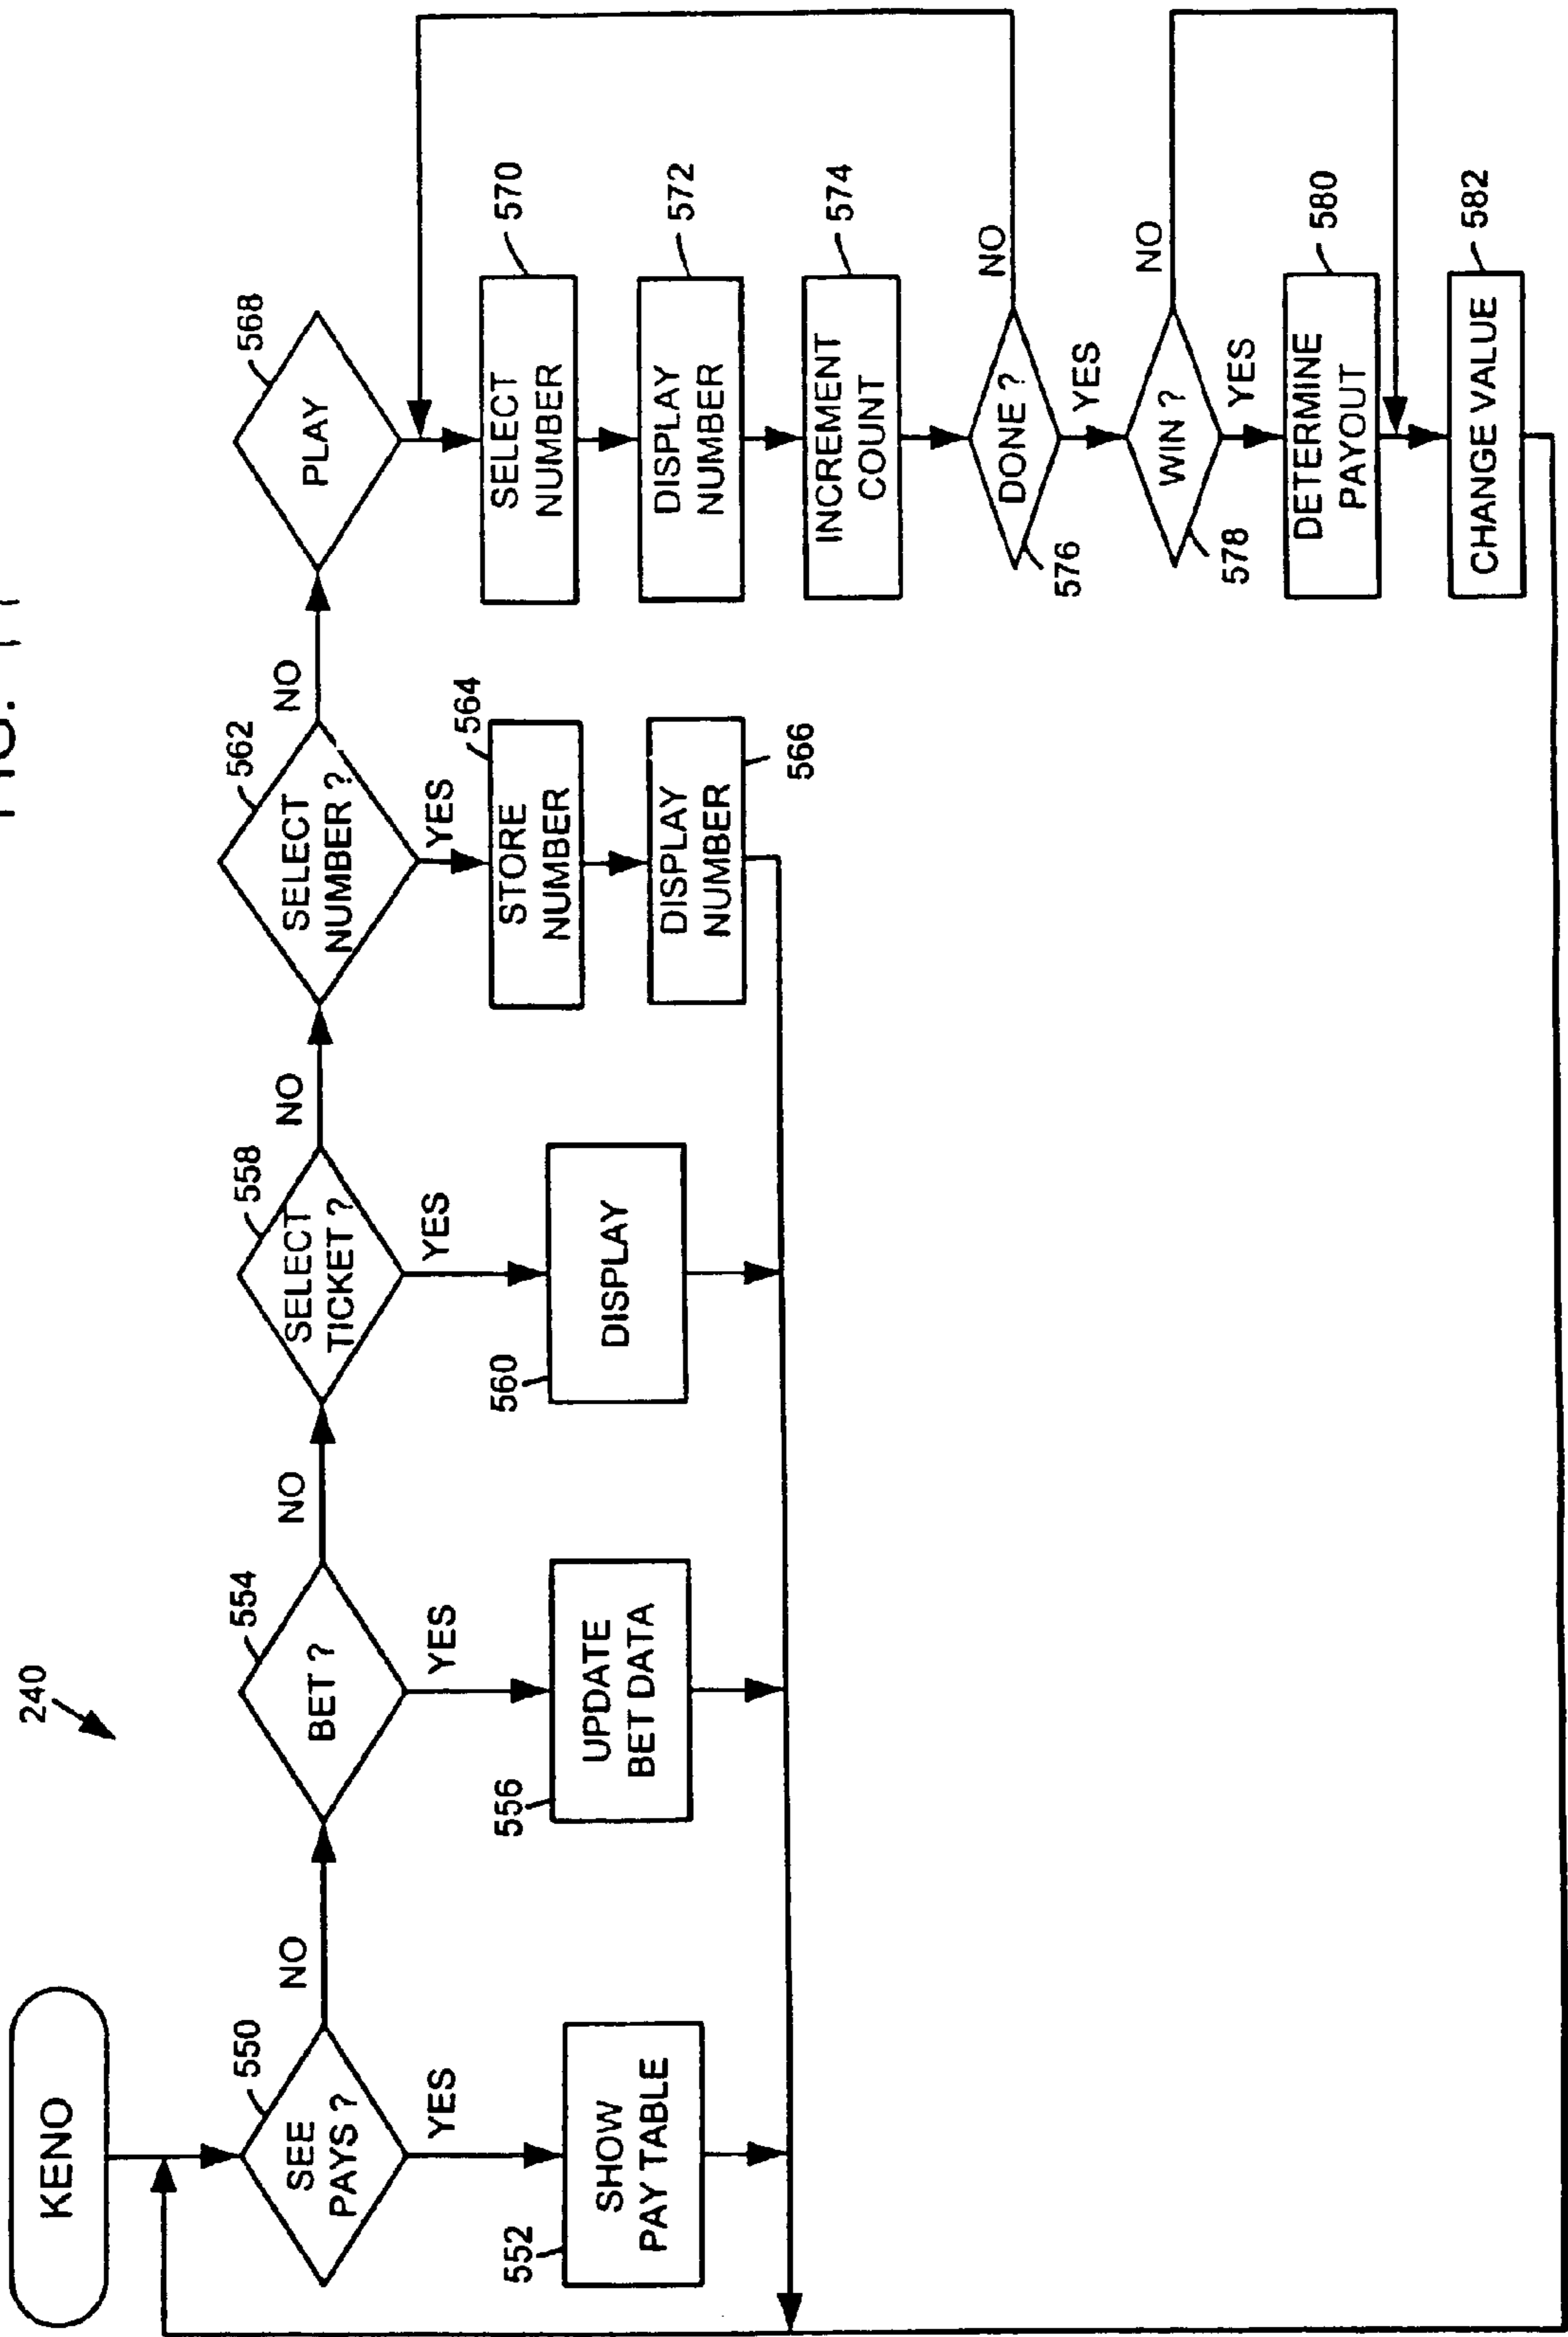 FIG. 11
240
KENO
550
SEE
PAYS ?
NO
YES
552
SHOW
PAY TABLE
554
BET ?
NO
YES
556
UPDATE
BET DATA
558
SELECT
TICKET ?
NO
YES
560
DISPLAY
562
SELECT
NUMBER ?
NO
YES
564
STORE
NUMBER
566
DISPLAY
NUMBER
568
PLAY
570
SELECT
NUMBER
572
DISPLAY
NUMBER
574
INCREMENT
COUNT
576
DONE ?
NO
YES
578
WIN ?
NO
YES
580
DETERMINE
PAYOUT
582
CHANGE VALUE